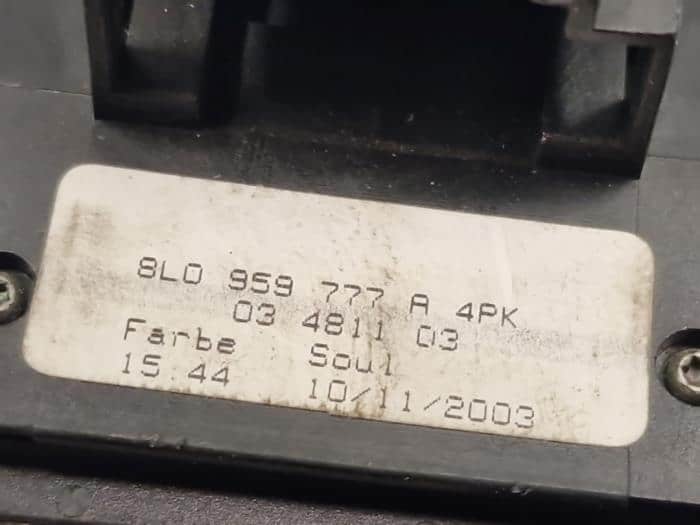 8L0 959 777 A 4PK
03 4811 03
Farbe : Soul
15:44 10/11/2003